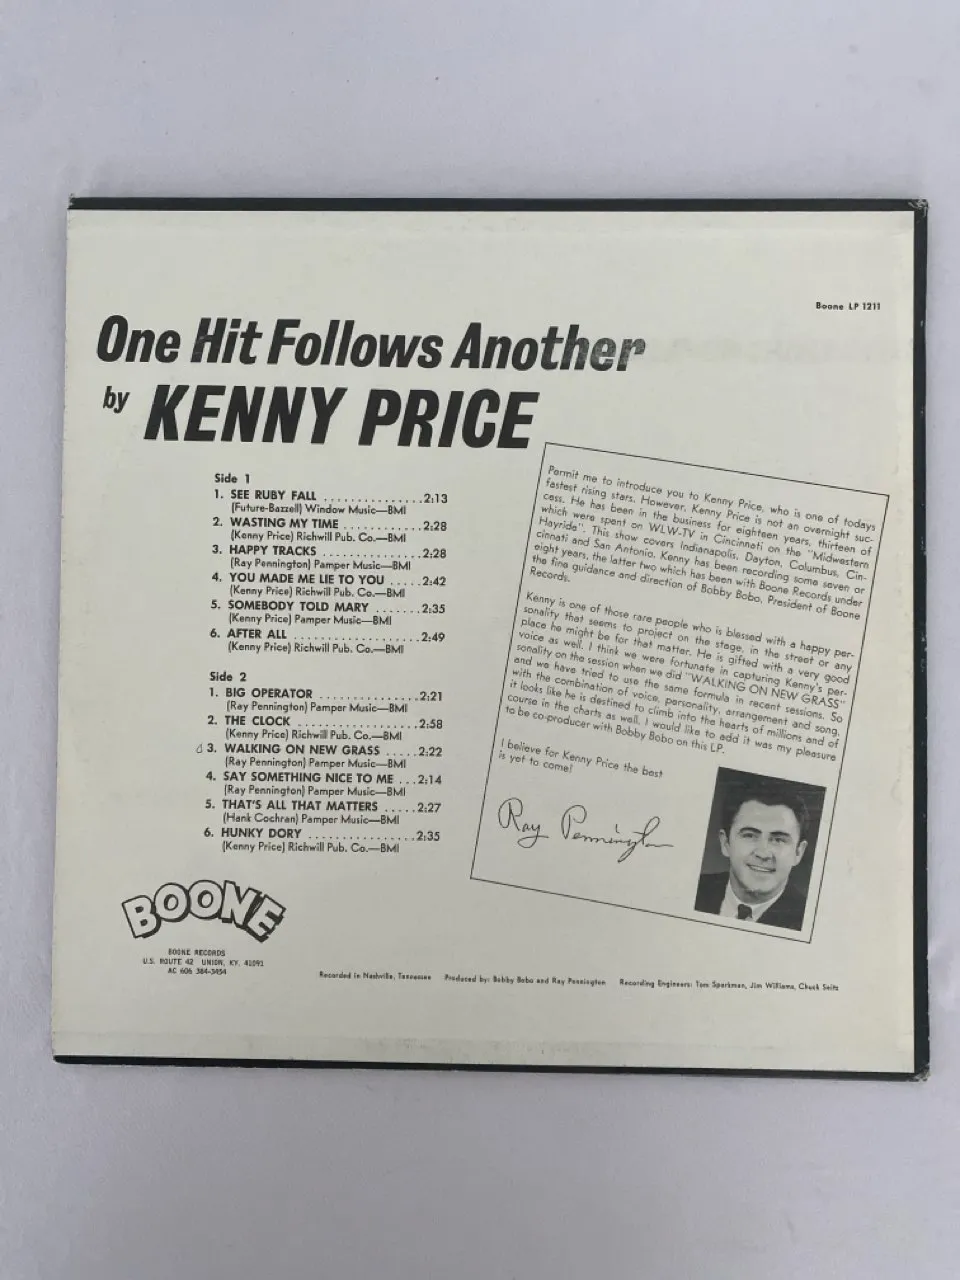 Boone LP 1211
One Hit Follows Another
by KENNY PRICE
Side 1
1. SEE RUBY FALL ...............2:13
(Future-Bazzell) Window Music—BMI
2. WASTING MY TIME ............2:28
(Kenny Price) Richwill Pub. Co.—BMI
3. HAPPY TRACKS ...............2:28
(Ray Pennington) Pamper Music—BMI
4. YOU MADE ME LIE TO YOU .....2:42
(Kenny Price) Richwill Pub. Co.—BMI
5. SOMEBODY TOLD MARY .......2:35
(Kenny Price) Pamper Music—BMI
6. AFTER ALL ...................2:49
(Kenny Price) Richwill Pub. Co.—BMI
Side 2
1. BIG OPERATOR ...............2:21
(Ray Pennington) Pamper Music—BMI
2. THE CLOCK ..................2:58
(Kenny Price) Richwill Pub. Co.—BMI
3. WALKING ON NEW GRASS .....2:22
(Ray Pennington) Pamper Music—BMI
4. SAY SOMETHING NICE TO ME ...2:14
(Ray Pennington) Pamper Music—BMI
5. THAT'S ALL THAT MATTERS .....2:27
(Hank Cochran) Pamper Music—BMI
6. HUNKY DORY ................2:35
(Kenny Price) Richwill Pub. Co.—BMI
Permit me to introduce you to Kenny Price, who is one of todays
fastest rising stars. However, Kenny Price is not an overnight suc-
cess. He has been in the business for eighteen years, thirteen of
which were spent on WLW-TV in Cincinnati on the "Midwestern
Hayride". This show covers Indianapolis, Dayton, Columbus, Cin-
cinnati and San Antonio. Kenny has been recording some seven or
eight years, the latter two which has been with Boone Records under
the fine guidance and direction of Bobby Bobo, President of Boone
Records.
Kenny is one of those rare people who is blessed with a happy per-
sonality that seems to project on the stage, in the street or any
place he might be for that matter. He is gifted with a very good
voice as well. I think we were fortunate in capturing Kenny's per-
sonality on the session when we did "WALKING ON NEW GRASS"
and we have tried to use the same formula in recent sessions. So
with the combination of voice, personality, arrangement and song,
it looks like he is destined to climb into the hearts of millions and of
course in the charts as well. I would like to add it was my pleasure
to be co-producer with Bobby Bobo on this LP.
I believe for Kenny Price the best
is yet to come!
Ray Pennington
BOONE
BOONE RECORDS
U.S. ROUTE 42 UNION, KY. 41091
AC 606 384-3454
Recorded in Nashville, Tennessee Produced by: Bobby Bobo and Ray Pennington Recording Engineers: Tom Sparkman, Jim Williams, Chuck Seitz